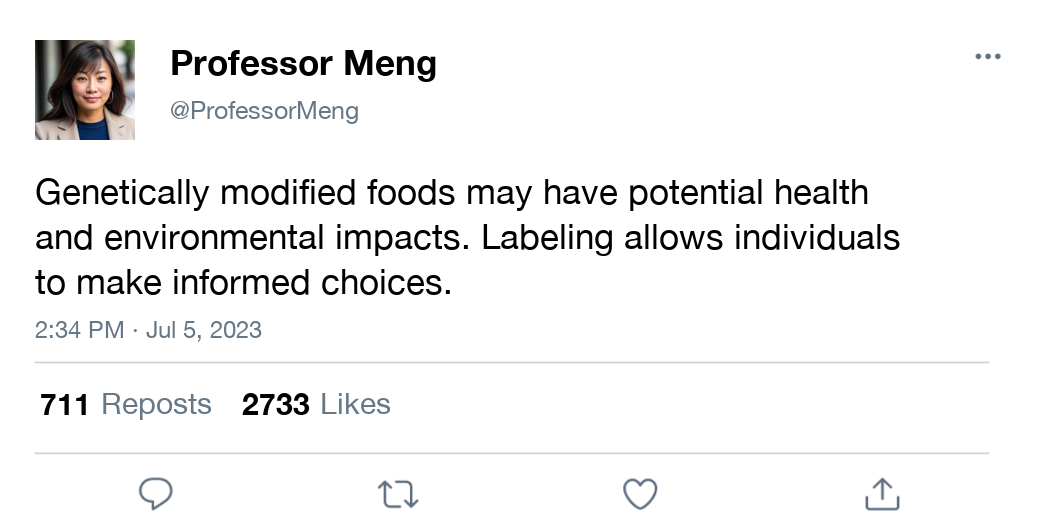 Professor Meng
@ProfessorMeng
Genetically modified foods may have potential health
and environmental impacts. Labeling allows individuals
to make informed choices.
2:34 PM · Jul 5, 2023
711 Reposts 2733 Likes